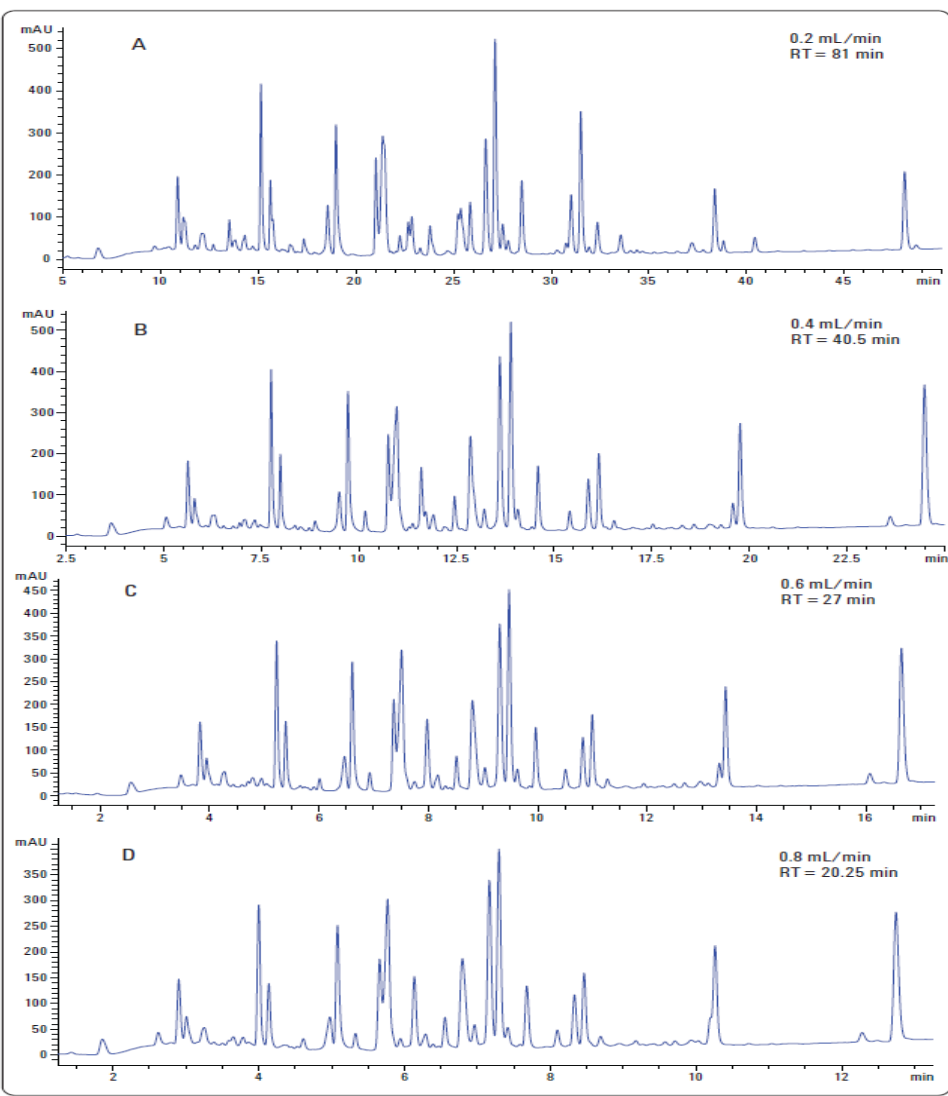 mAU
A
0.2 mL/min
RT = 81 min
500
400
300
200
100
0
5 10 15 20 25 30 35 40 45 min
mAU
B
0.4 mL/min
RT = 40.5 min
500
400
300
200
100
0
2.5 5 7.5 10 12.5 15 17.5 20 22.5 min
mAU
C
0.6 mL/min
RT = 27 min
450
400
350
300
250
200
150
100
50
0
2 4 6 8 10 12 14 16 min
mAU
D
0.8 mL/min
RT = 20.25 min
350
300
250
200
150
100
50
0
2 4 6 8 10 12 min